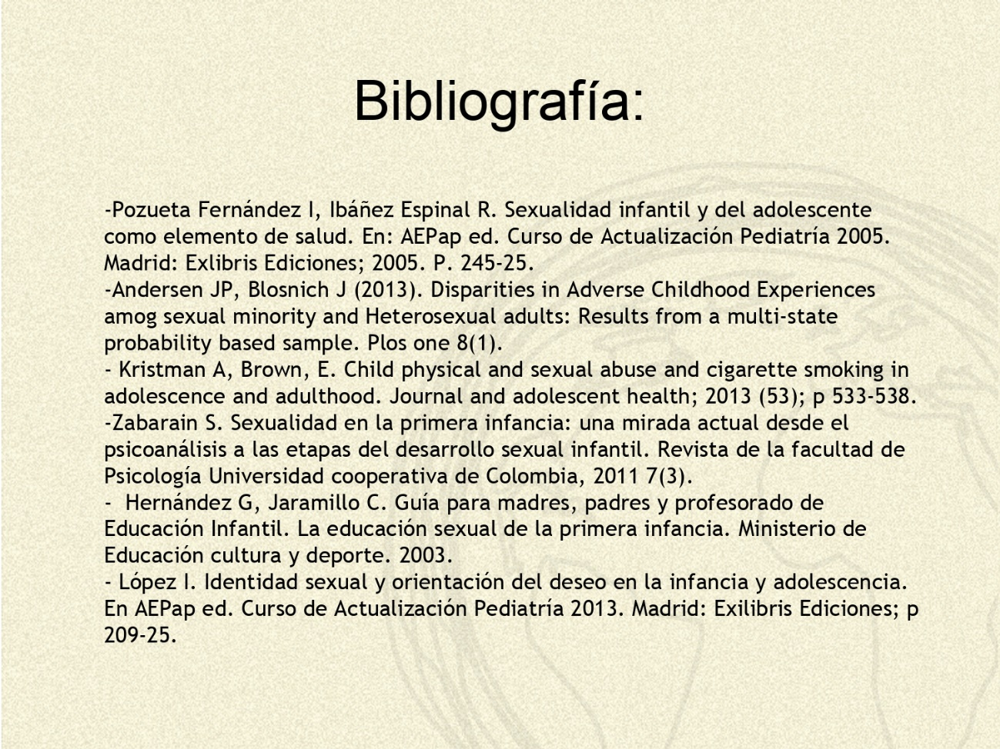 Bibliografía:
-Pozueta Fernández I, Ibáñez Espinal R. Sexualidad infantil y del adolescente
como elemento de salud. En: AEPap ed. Curso de Actualización Pediatría 2005.
Madrid: Exlibris Ediciones; 2005. P. 245-25.
-Andersen JP, Blosnich J (2013). Disparities in Adverse Childhood Experiences
amog sexual minority and Heterosexual adults: Results from a multi-state
probability based sample. Plos one 8(1).
- Kristman A, Brown, E. Child physical and sexual abuse and cigarette smoking in
adolescence and adulthood. Journal and adolescent health; 2013 (53); p 533-538.
-Zabarain S. Sexualidad en la primera infancia: una mirada actual desde el
psicoanálisis a las etapas del desarrollo sexual infantil. Revista de la facultad de
Psicología Universidad cooperativa de Colombia, 2011 7(3).
-  Hernández G, Jaramillo C. Guía para madres, padres y profesorado de
Educación Infantil. La educación sexual de la primera infancia. Ministerio de
Educación cultura y deporte. 2003.
- López I. Identidad sexual y orientación del deseo en la infancia y adolescencia.
En AEPap ed. Curso de Actualización Pediatría 2013. Madrid: Exilibris Ediciones; p
209-25.